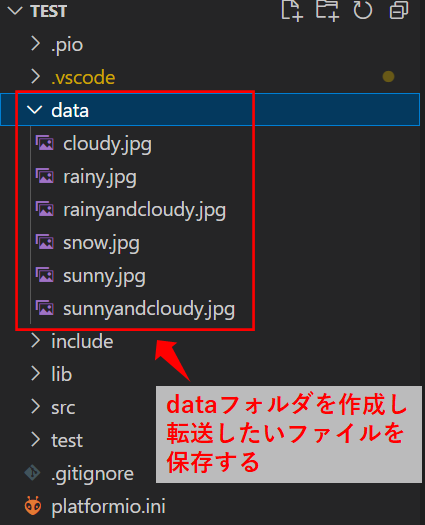 TEST
.pio
.vscode
data
cloudy.jpg
rainy.jpg
rainyandcloudy.jpg
snow.jpg
sunny.jpg
sunnyandcloudy.jpg
include
lib
src
test
.gitignore
platformio.ini
dataフォルダを作成し
転送したいファイルを
保存する